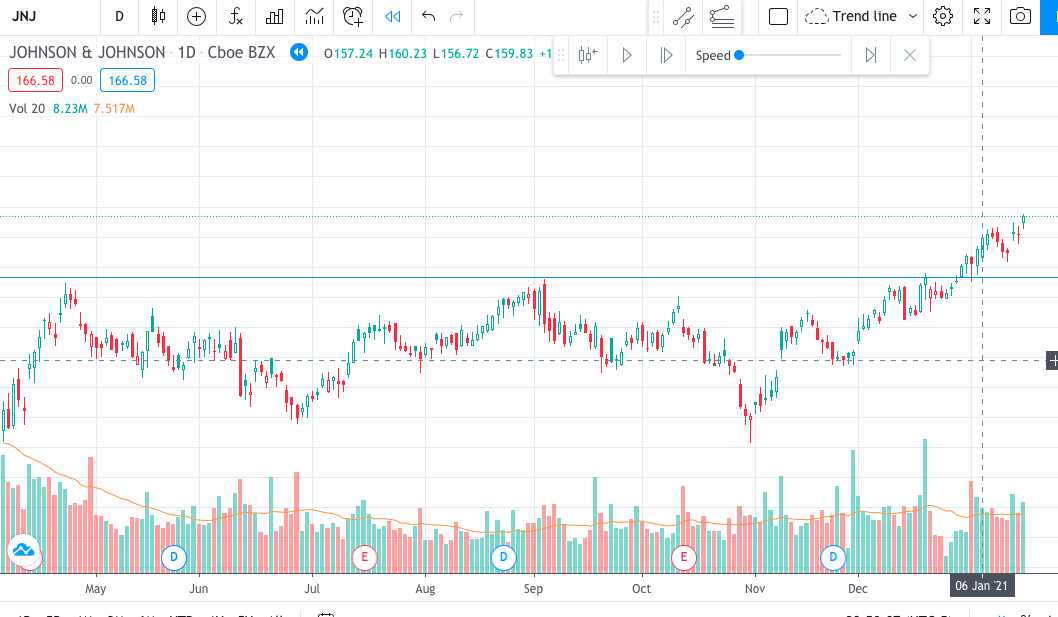 JNJ D Trend line
JOHNSON & JOHNSON · 1D · Cboe BZX O157.24 H160.23 L156.72 C159.83 +1
Speed
166.58 0.00 166.58
Vol 20 8.23M 7.517M
D E D E D
May Jun Jul Aug Sep Oct Nov Dec 06 Jan '21